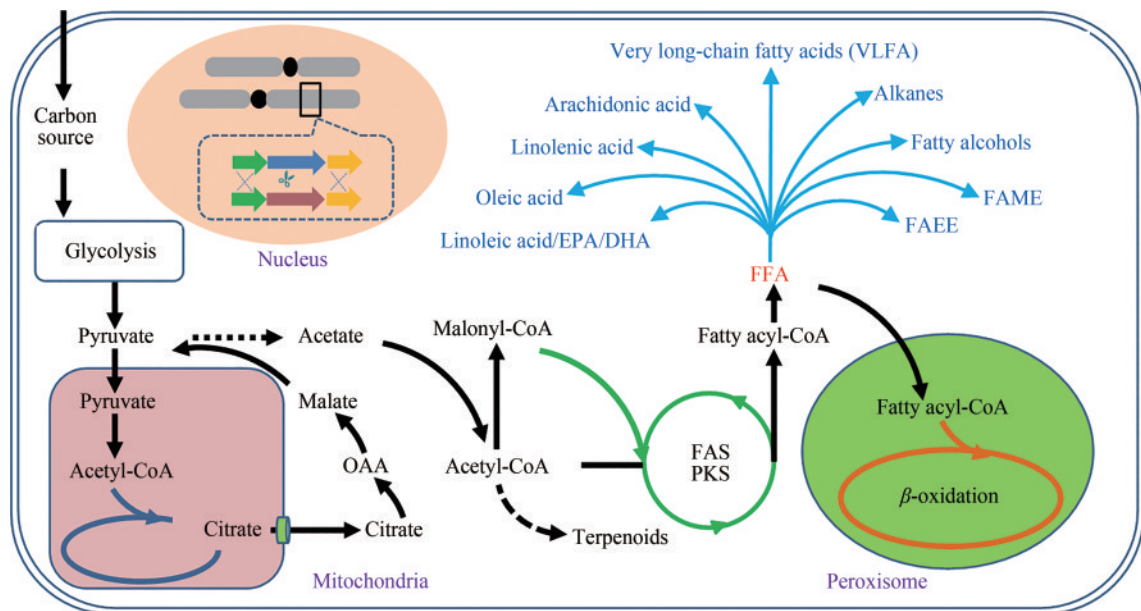 Carbon
source
Glycolysis
Pyruvate
Pyruvate
Acetyl-CoA
Citrate
Mitochondria
Nucleus
Acetate
Malate
OAA
Citrate
Malonyl-CoA
Acetyl-CoA
Terpenoids
FAS
PKS
Fatty acyl-CoA
FFA
Very long-chain fatty acids (VLFA)
Arachidonic acid
Linolenic acid
Oleic acid
Linoleic acid/EPA/DHA
Alkanes
Fatty alcohols
FAME
FAEE
Fatty acyl-CoA
β-oxidation
Peroxisome